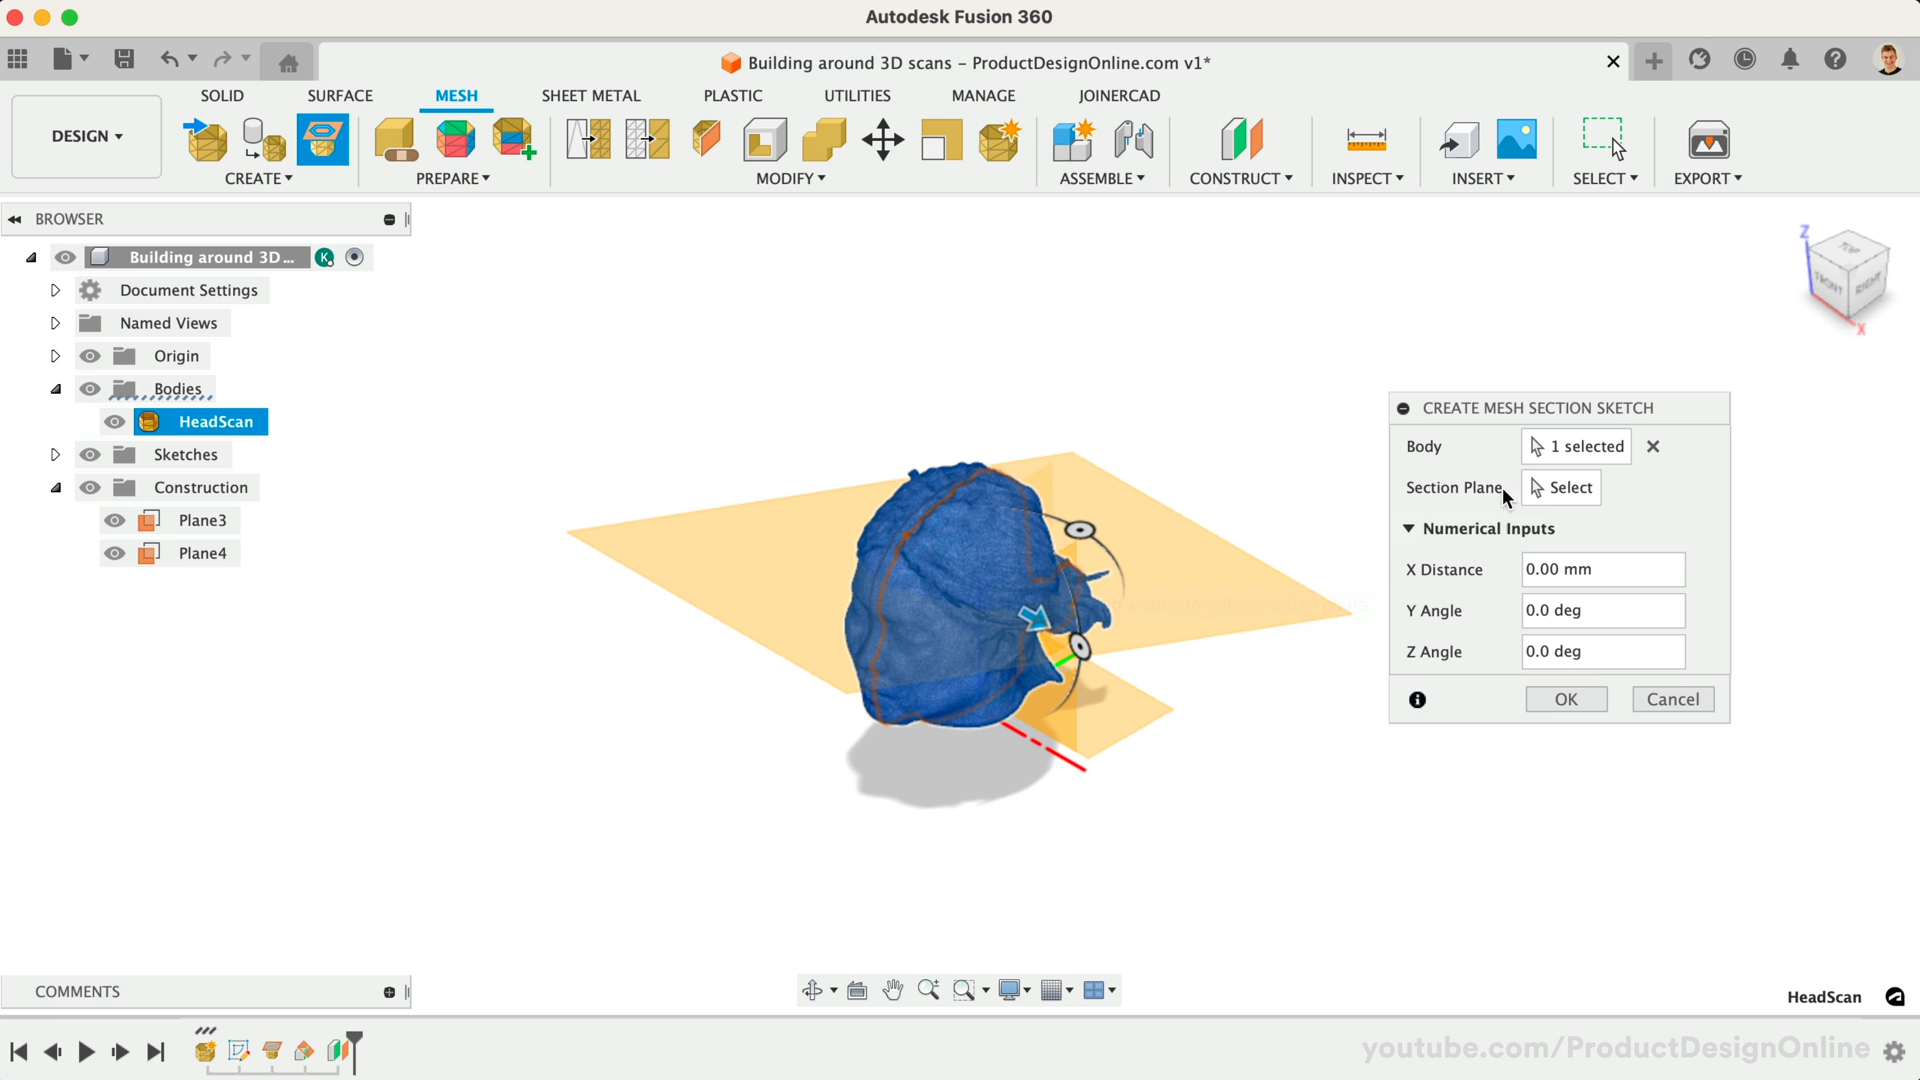 Autodesk Fusion 360
Building around 3D scans – ProductDesignOnline.com v1*
SOLID
SURFACE
MESH
SHEET METAL
PLASTIC
UTILITIES
MANAGE
JOINERCAD
DESIGN
CREATE
PREPARE
MODIFY
ASSEMBLE
CONSTRUCT
INSPECT
INSERT
SELECT
EXPORT
BROWSER
Building around 3D...
K
Document Settings
Named Views
Origin
Bodies
HeadScan
Sketches
Construction
Plane3
Plane4
Z
TOP
FRONT
RIGHT
X
CREATE MESH SECTION SKETCH
Body
1 selected
Section Plane
Select
Numerical Inputs
X Distance
0.00 mm
Y Angle
0.0 deg
Z Angle
0.0 deg
OK
Cancel
COMMENTS
HeadScan
youtube.com/ProductDesignOnline